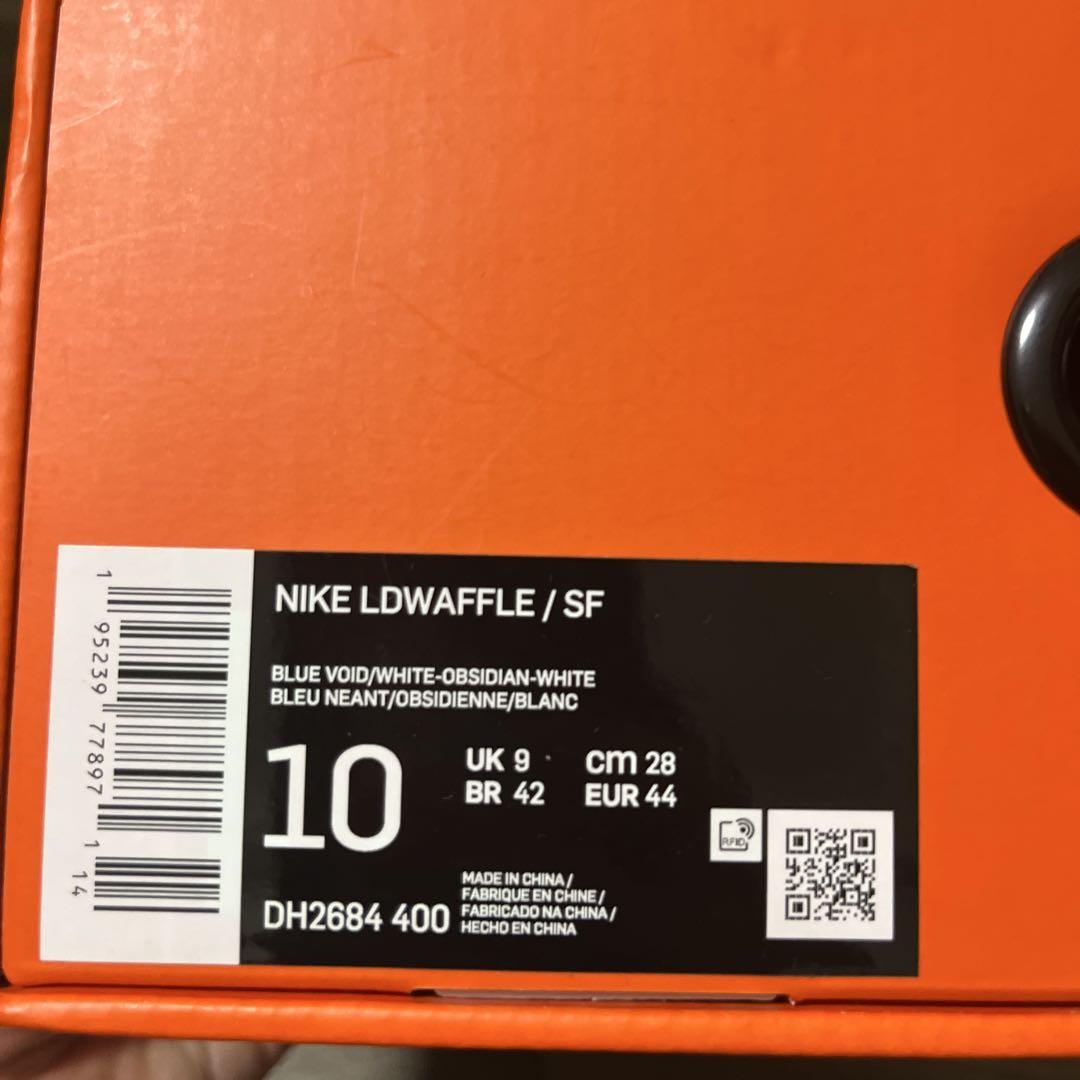 1 95239 77897 1
14
NIKE LDWAFFLE / SF
BLUE VOID/WHITE-OBSIDIAN-WHITE
BLEU NEANT/OBSIDIENNE/BLANC
10
UK 9 cm 28
BR 42 EUR 44
RFID
DH2684 400
MADE IN CHINA /
FABRIQUE EN CHINE /
FABRICADO NA CHINA /
HECHO EN CHINA